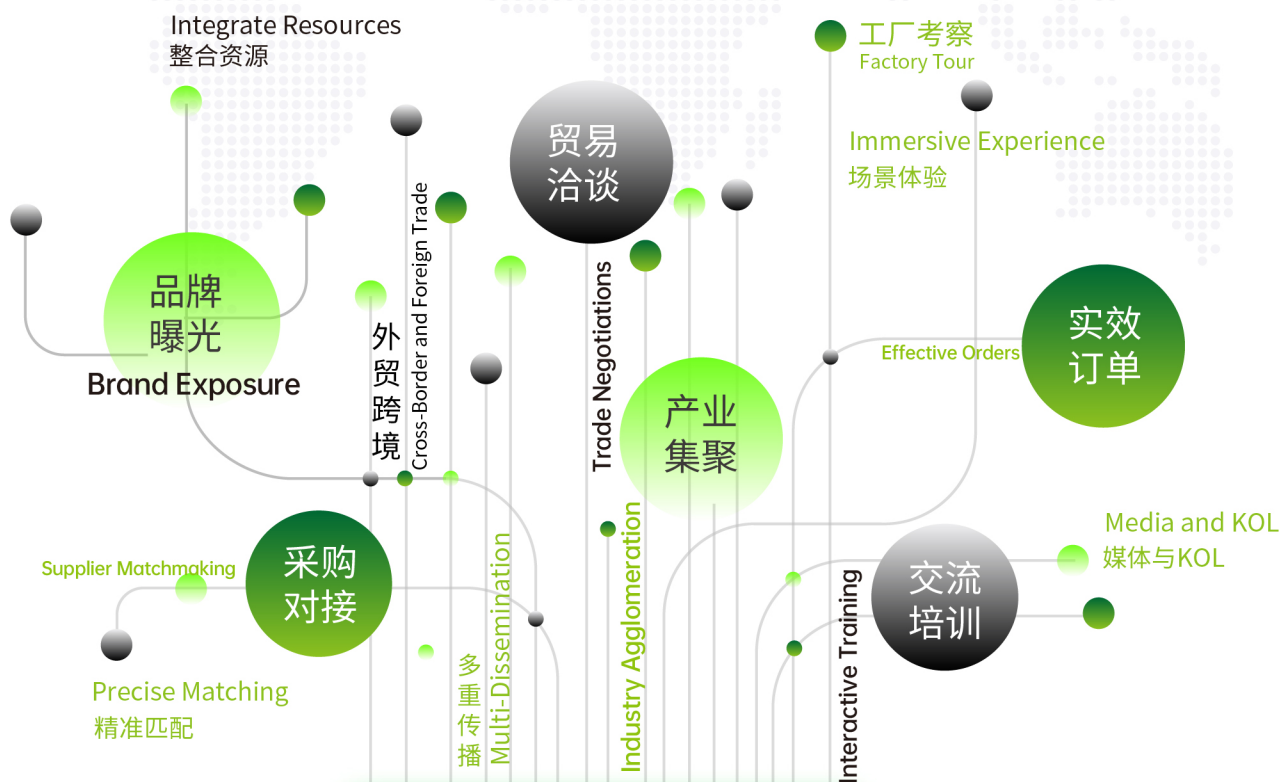 Integrate Resources
整合资源
工厂考察
Factory Tour
Immersive Experience
场景体验
贸易
洽谈
Trade Negotiations
品牌
曝光
Brand Exposure
外贸跨境
Cross-Border and Foreign Trade
实效
订单
Effective Orders
产业
集聚
Industry Agglomeration
采购
对接
Supplier Matchmaking
Precise Matching
精准匹配
多重传播
Multi-Dissemination
交流
培训
Interactive Training
Media and KOL
媒体与KOL